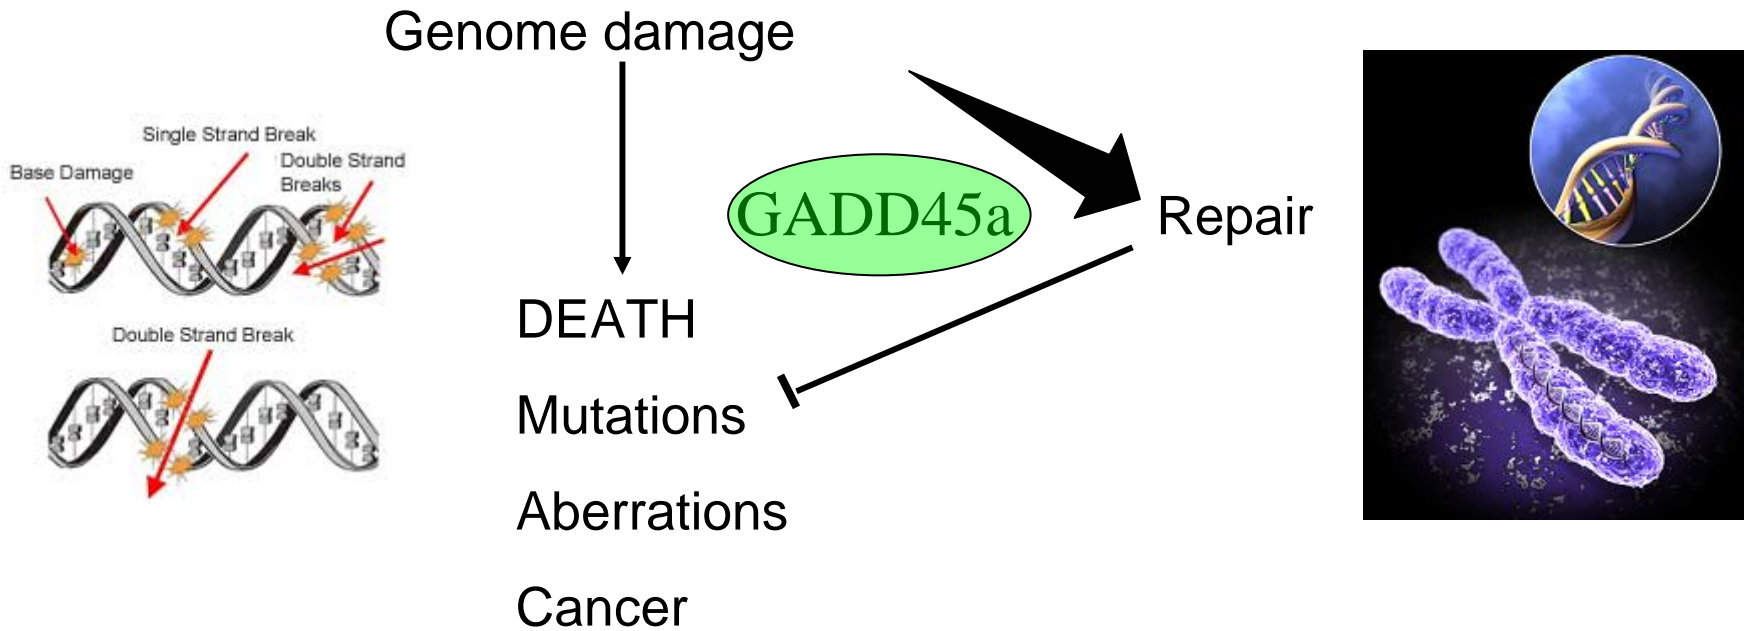 Genome damage
Single Strand Break
Double Strand
Breaks
Base Damage
GADD45a
Repair
DEATH
Double Strand Break
Mutations
Aberrations
Cancer